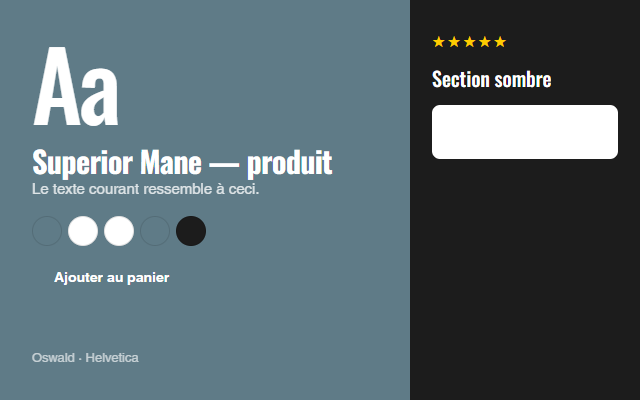 Aa
Superior Mane — produit
Le texte courant ressemble à ceci.
Ajouter au panier
Oswald · Helvetica
Section sombre